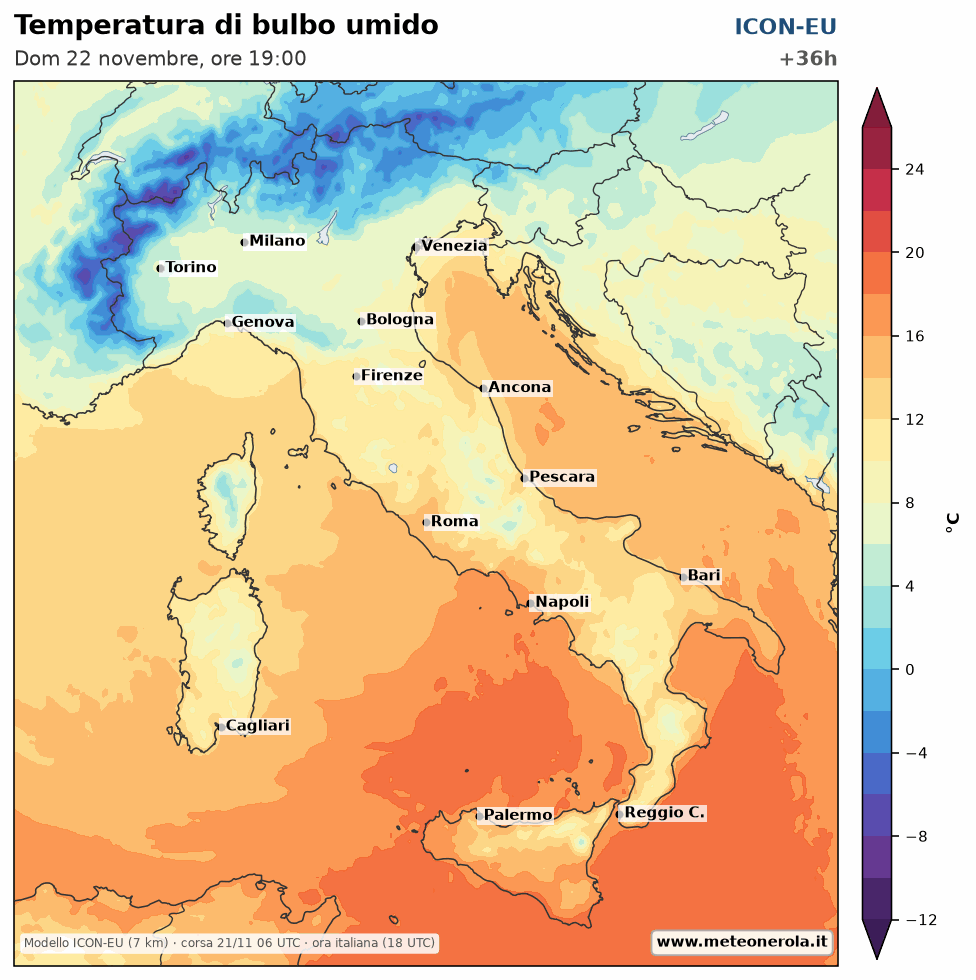 Temperatura di bulbo umido
ICON-EU
Dom 22 novembre, ore 19:00
+36h
Milano
Venezia
Torino
Genova
Bologna
Firenze
Ancona
Pescara
Roma
Bari
Napoli
Cagliari
Palermo
Reggio C.
24
20
16
12
8
4
0
−4
−8
−12
°C
Modello ICON-EU (7 km) · corsa 21/11 06 UTC · ora italiana (18 UTC)
www.meteonerola.it